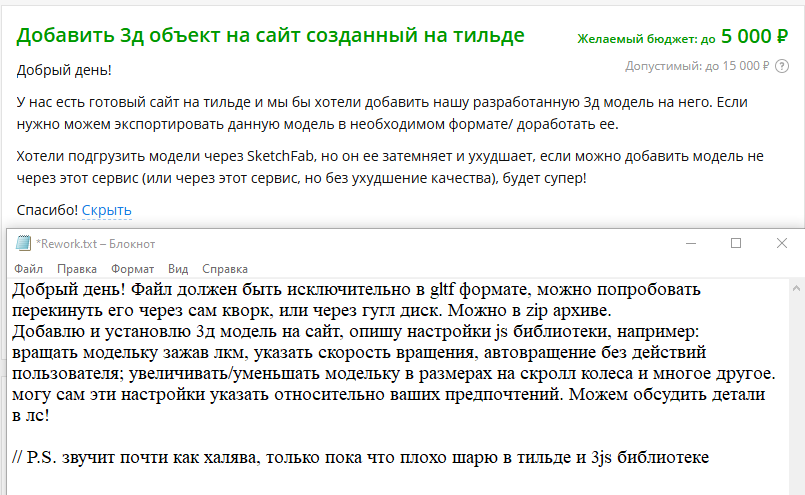 Добавить 3д объект на сайт созданный на тильде
Желаемый бюджет: до 5 000 ₽
Допустимый: до 15 000 ₽ ?
Добрый день!
У нас есть готовый сайт на тильде и мы бы хотели добавить нашу разработанную 3д модель на него. Если
нужно можем экспортировать данную модель в необходимом формате/ доработать ее.
Хотели подгрузить модели через SketchFab, но он ее затемняет и ухудшает, если можно добавить модель не
через этот сервис (или через этот сервис, но без ухудшение качества), будет супер!
Спасибо! Скрыть
*Rework.txt – Блокнот
Файл Правка Формат Вид Справка
Добрый день! Файл должен быть исключительно в gltf формате, можно попробовать
перекинуть его через сам кворк, или через гугл диск. Можно в zip архиве.
Добавлю и установлю 3д модель на сайт, опишу настройки js библиотеки, например:
вращать модельку зажав лкм, указать скорость вращения, автовращение без действий
пользователя; увеличивать/уменьшать модельку в размерах на скролл колеса и многое другое.
могу сам эти настройки указать относительно ваших предпочтений. Можем обсудить детали
в лс!
// P.S. звучит почти как халява, только пока что плохо шарю в тильде и 3js библиотеке